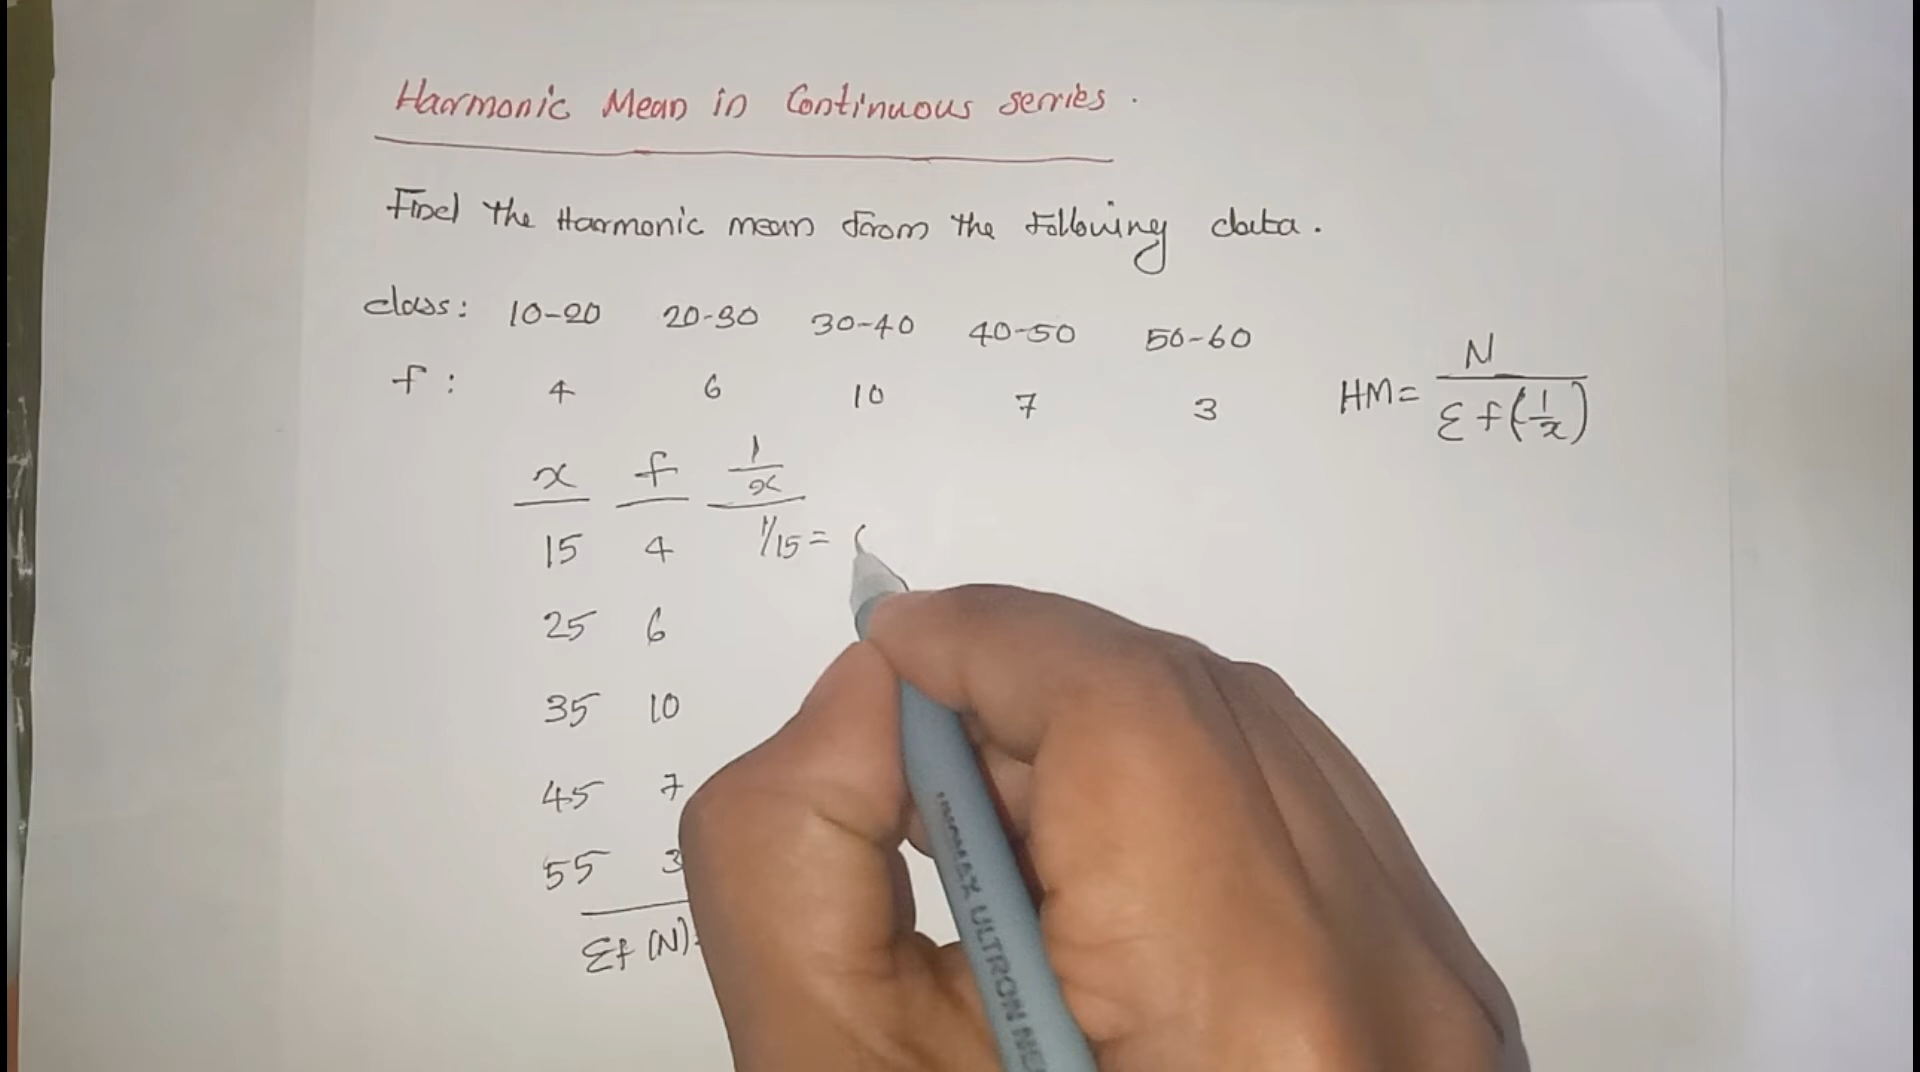 Harmonic Mean in Continuous series.
Find the Harmonic mean from the following data.
class: 10-20 20-30 30-40 40-50 50-60
f: 4 6 10 7 3
HM = N / Σf(1/x)
x f 1/x
15 4 1/15 =
25 6
35 10
45 7
55 3
Σf (N)
ULTRON